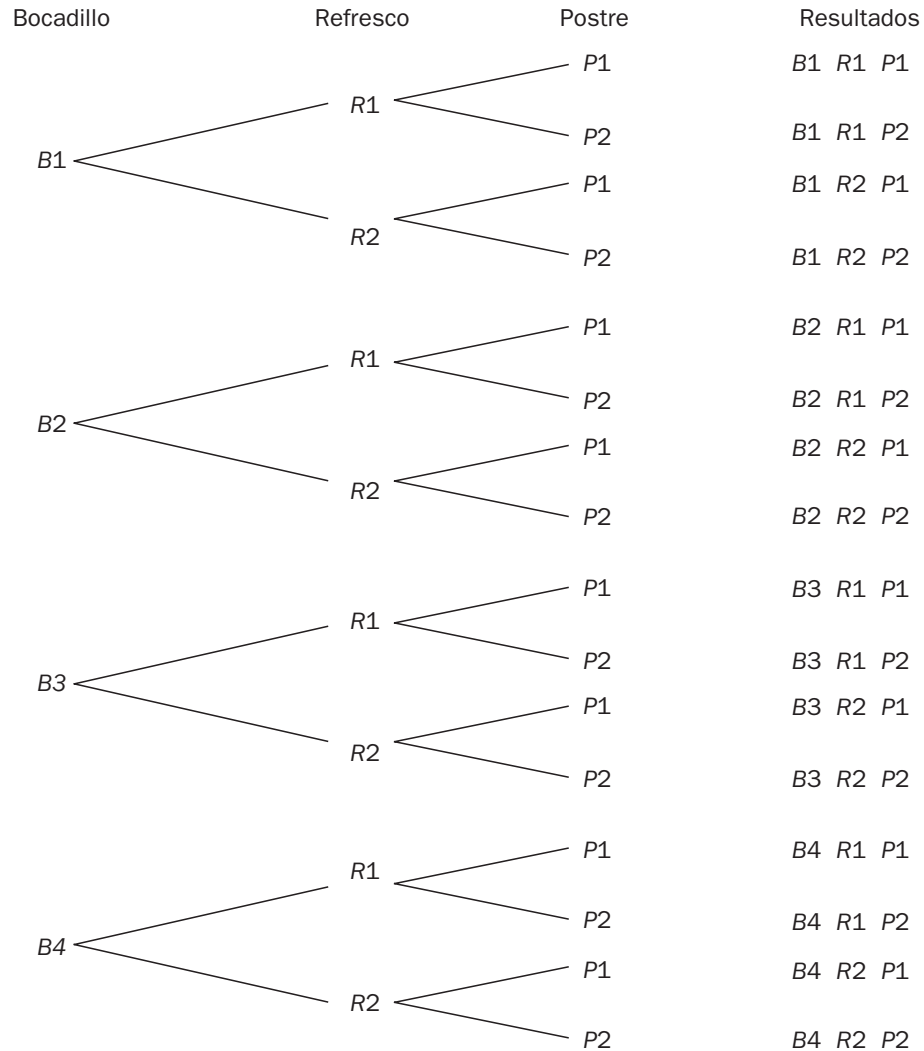 Bocadillo Refresco Postre Resultados
P1 B1 R1 P1
R1
P2 B1 R1 P2
B1
P1 B1 R2 P1
R2
P2 B1 R2 P2
P1 B2 R1 P1
R1
P2 B2 R1 P2
B2
P1 B2 R2 P1
R2
P2 B2 R2 P2
P1 B3 R1 P1
R1
P2 B3 R1 P2
B3
P1 B3 R2 P1
R2
P2 B3 R2 P2
P1 B4 R1 P1
R1
P2 B4 R1 P2
B4
P1 B4 R2 P1
R2
P2 B4 R2 P2